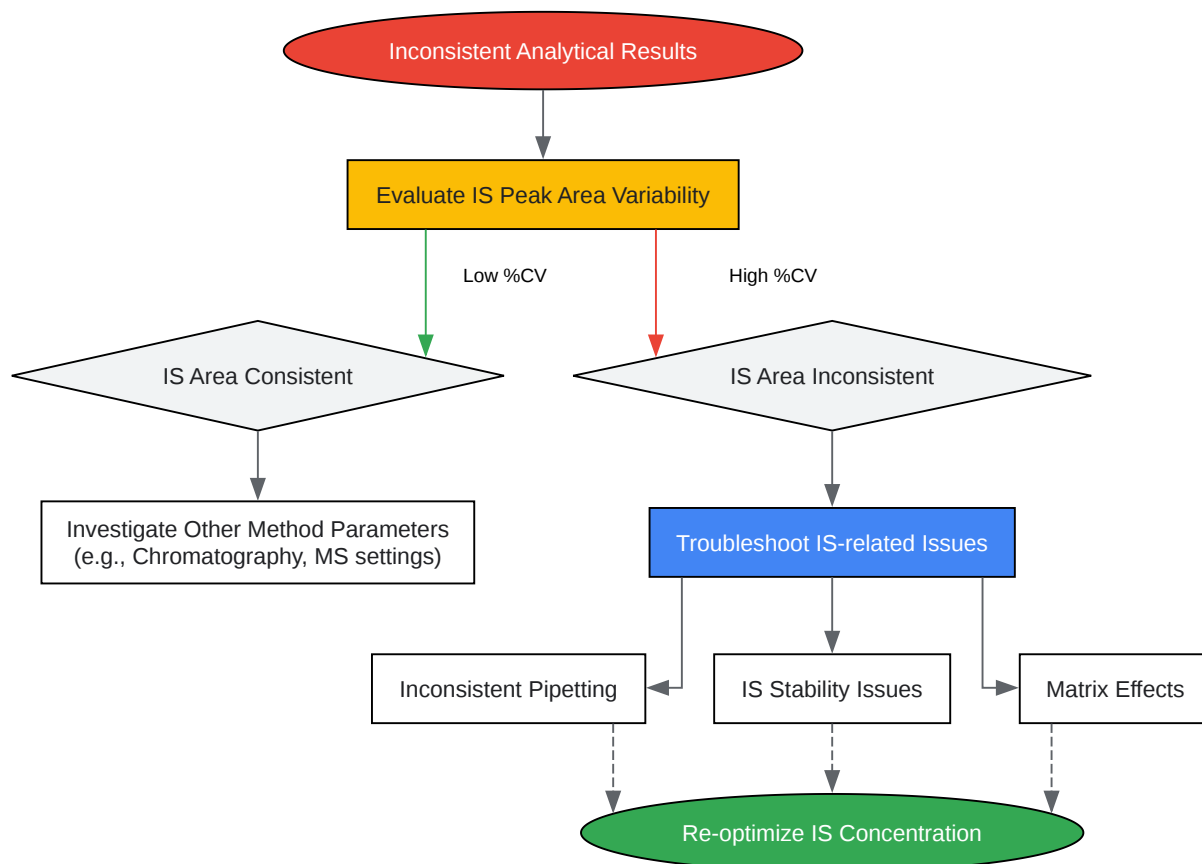 Inconsistent Analytical Results
Evaluate IS Peak Area Variability
Low %CV
High %CV
IS Area Consistent
IS Area Inconsistent
Investigate Other Method Parameters
(e.g., Chromatography, MS settings)
Troubleshoot IS-related Issues
Inconsistent Pipetting
IS Stability Issues
Matrix Effects
Re-optimize IS Concentration